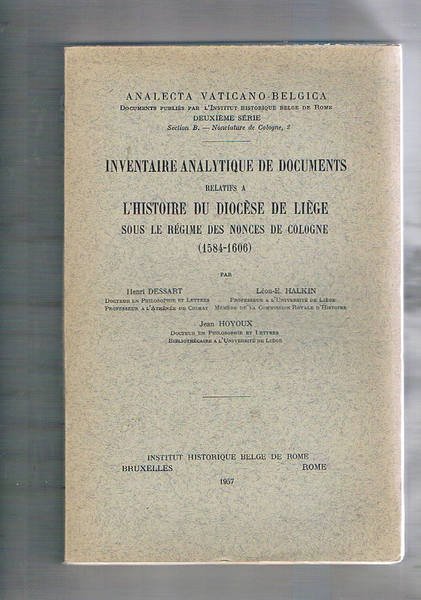 ANALECTA VATICANO-BELGICA
DOCUMENTS PUBLIÉS PAR L'INSTITUT HISTORIQUE BELGE DE ROME
DEUXIÈME SÉRIE
Section B. — Nonciature de Cologne, 2
INVENTAIRE ANALYTIQUE DE DOCUMENTS
RELATIFS A
L'HISTOIRE DU DIOCÈSE DE LIÈGE
SOUS LE RÉGIME DES NONCES DE COLOGNE
(1584-1606)
PAR
Henri DESSART
DOCTEUR EN PHILOSOPHIE ET LETTRES
PROFESSEUR A L'ATHÉNÉE DE CHIMAY
Léon-E. HALKIN
PROFESSEUR A L'UNIVERSITÉ DE LIÈGE
MEMBRE DE LA COMMISSION ROYALE D'HISTOIRE
Jean HOYOUX
DOCTEUR EN PHILOSOPHIE ET LETTRES
BIBLIOTHÉCAIRE A L'UNIVERSITÉ DE LIÈGE
INSTITUT HISTORIQUE BELGE DE ROME
BRUXELLES ROME
1957